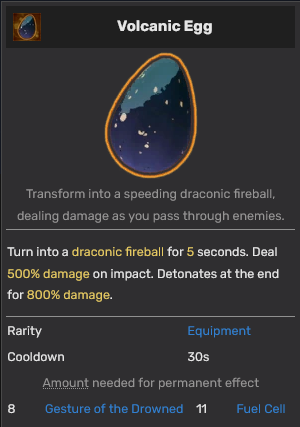 Volcanic Egg
Transform into a speeding draconic fireball,
dealing damage as you pass through enemies.
Turn into a draconic fireball for 5 seconds. Deal
500% damage on impact. Detonates at the end
for 800% damage.
Rarity Equipment
Cooldown 30s
Amount needed for permanent effect
8 Gesture of the Drowned 11 Fuel Cell